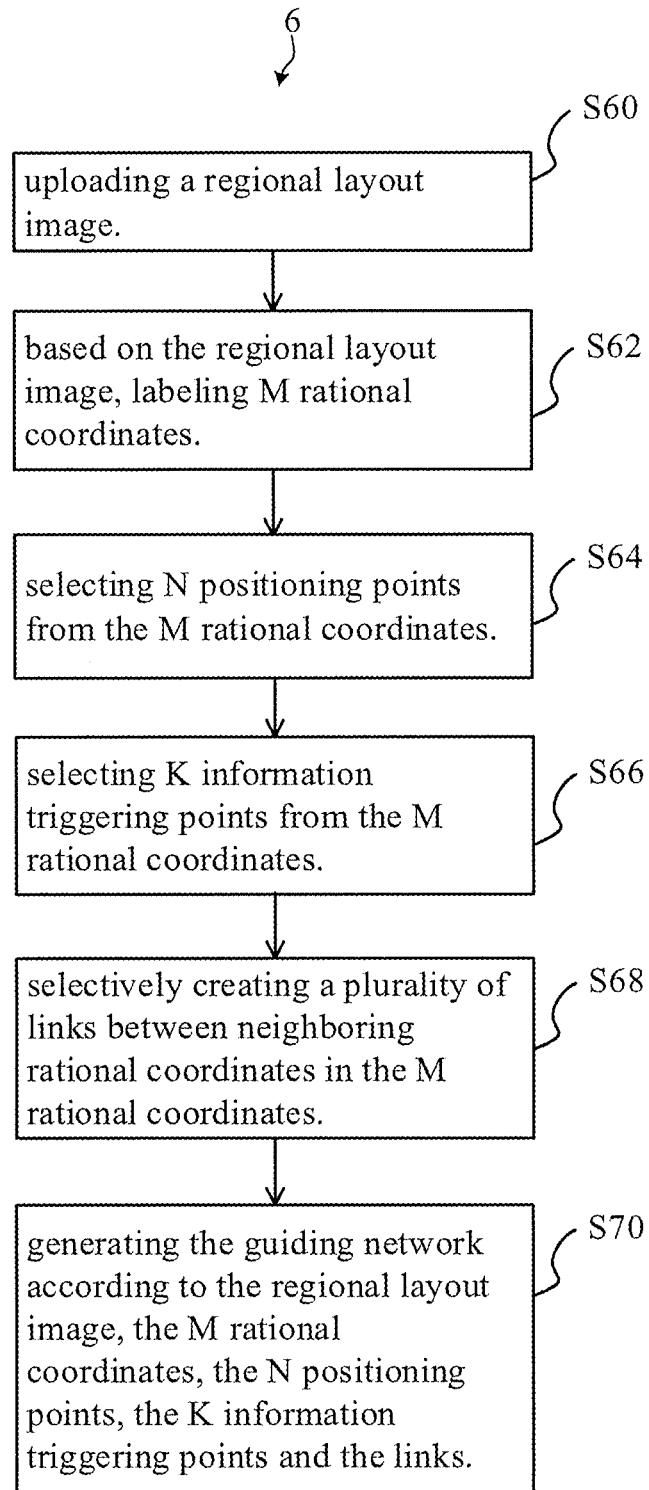 6
S60
uploading a regional layout
image.
S62
based on the regional layout
image, labeling M rational
coordinates.
S64
selecting N positioning points
from the M rational coordinates.
S66
selecting K information
triggering points from the M
rational coordinates.
S68
selectively creating a plurality of
links between neighboring
rational coordinates in the M
rational coordinates.
S70
generating the guiding network
according to the regional layout
image, the M rational
coordinates, the N positioning
points, the K information
triggering points and the links.